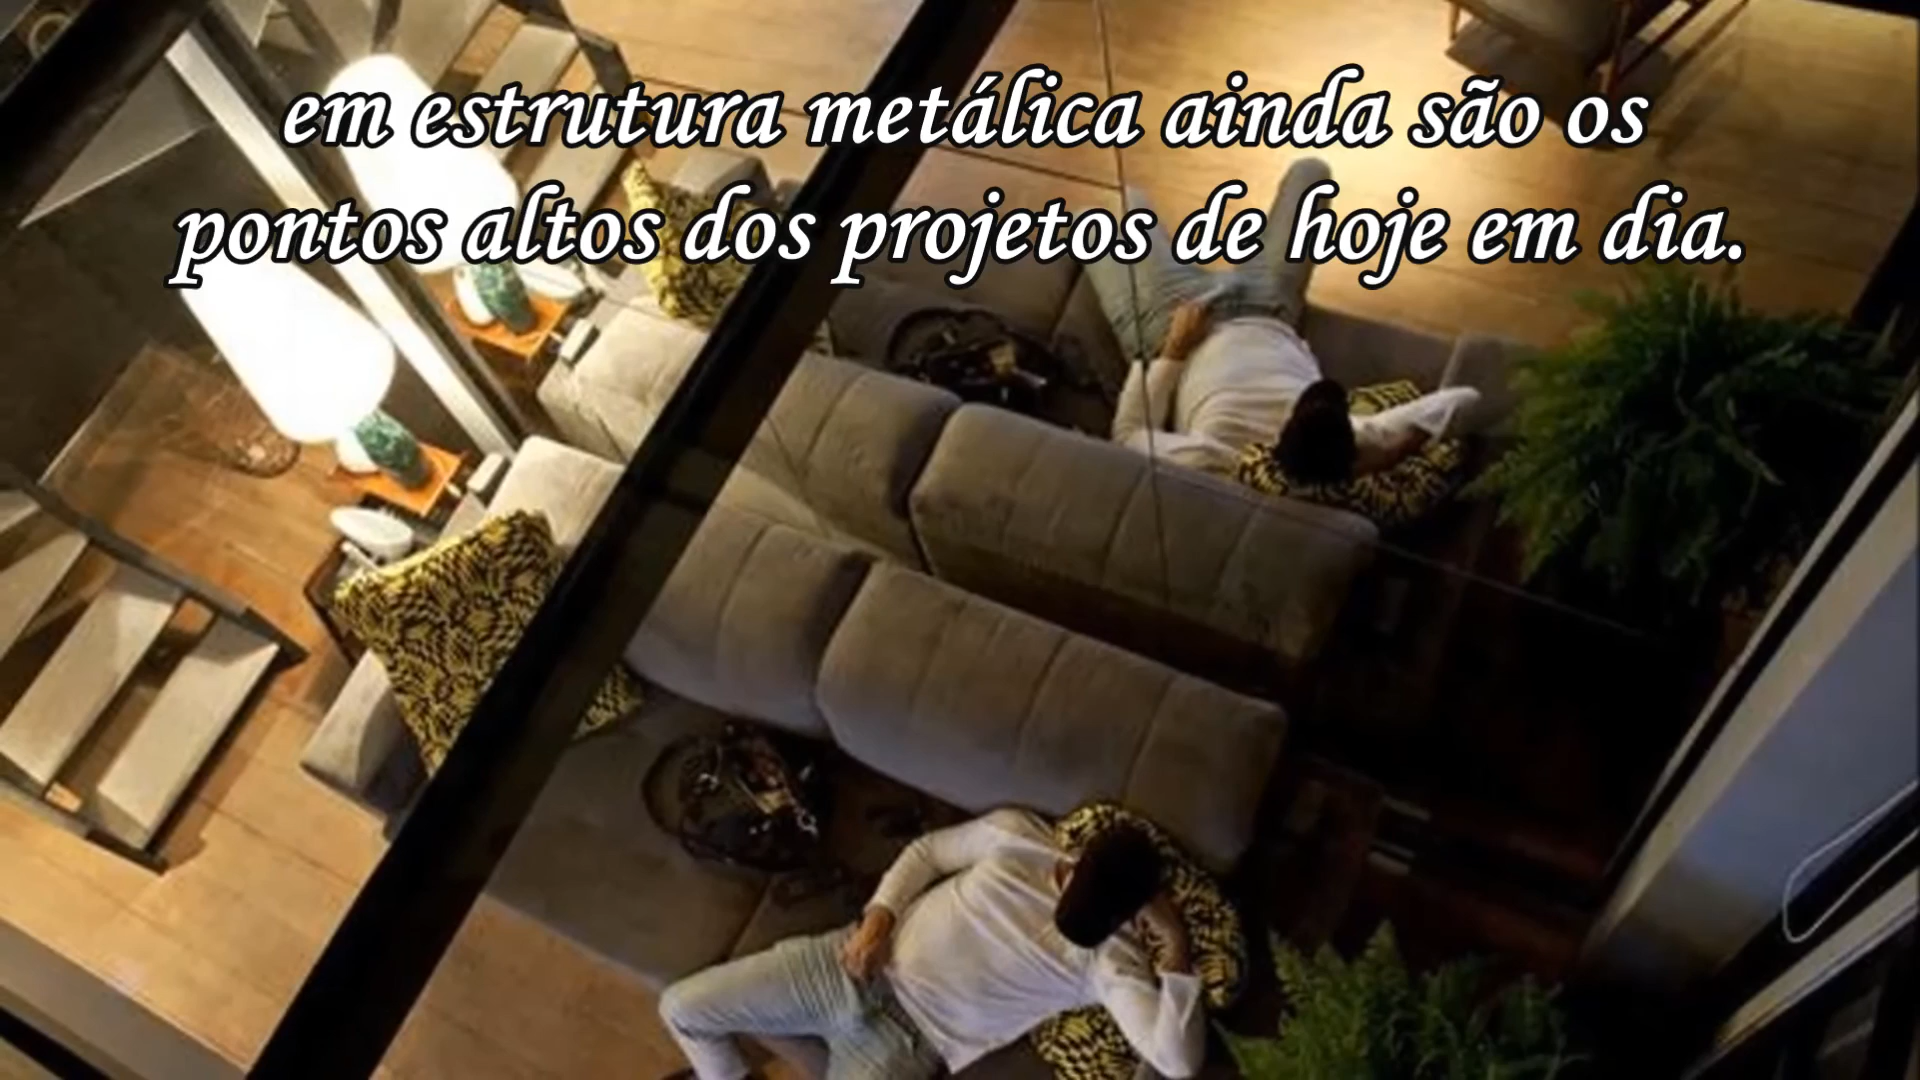 em estrutura metálica ainda são os
pontos altos dos projetos de hoje em dia.